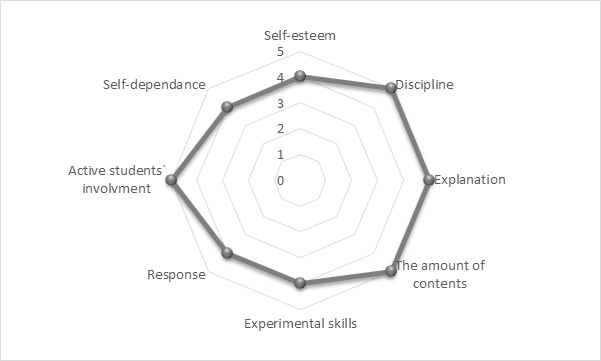 Self-esteem
5
Self-dependance
Discipline
4
3
2
1
Active students`
involvment
0
Explanation
Response
The amount of
contents
Experimental skills